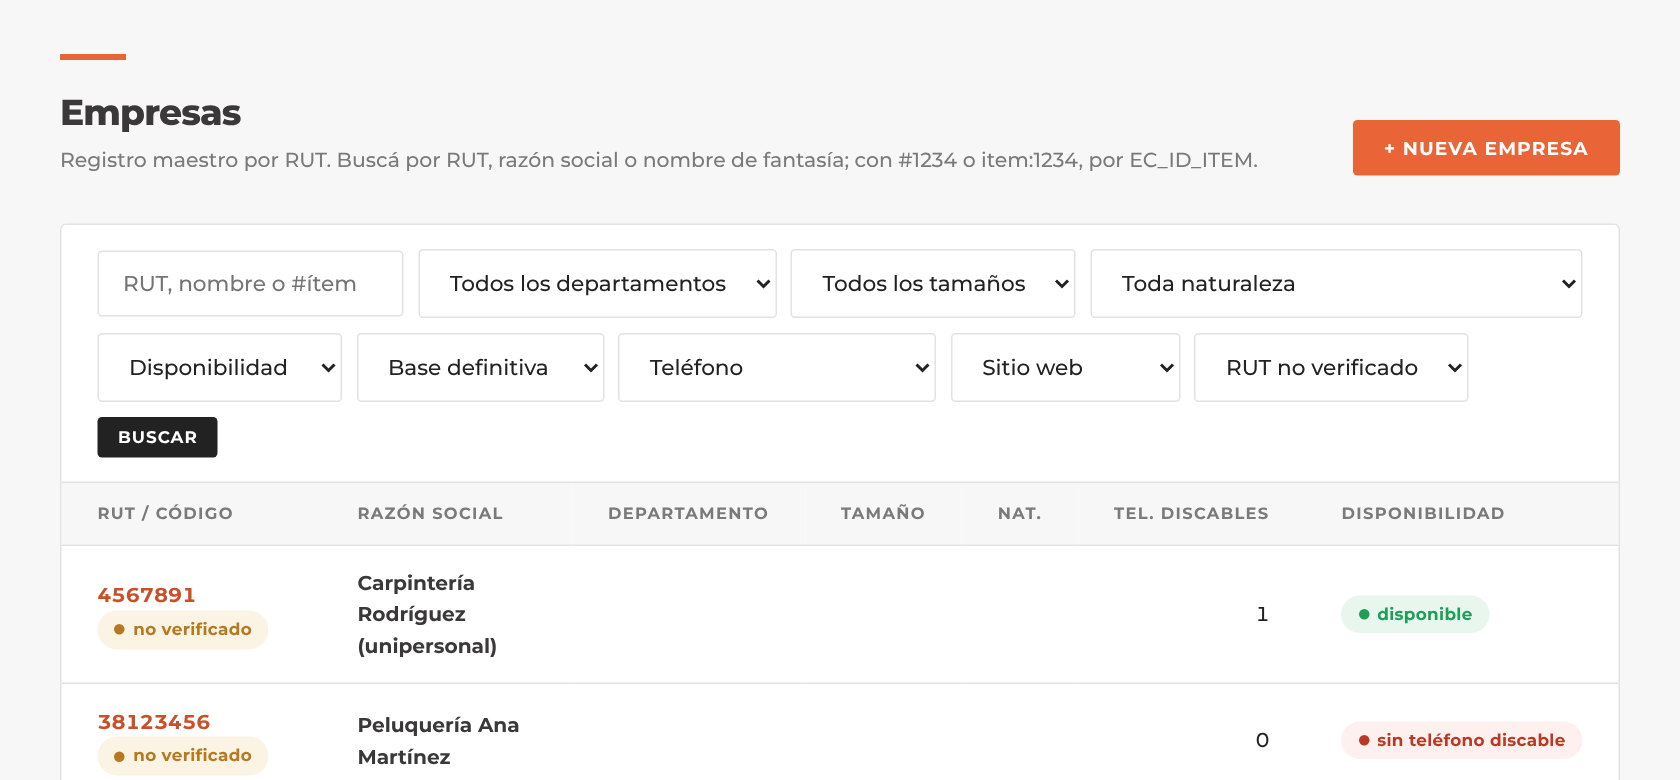 Empresas
Registro maestro por RUT. Buscá por RUT, razón social o nombre de fantasía; con #1234 o item:1234, por EC_ID_ITEM.
+ NUEVA EMPRESA
RUT, nombre o #ítem
Todos los departamentos
Todos los tamaños
Toda naturaleza
Disponibilidad
Base definitiva
Teléfono
Sitio web
RUT no verificado
BUSCAR
RUT / CÓDIGO
RAZÓN SOCIAL
DEPARTAMENTO
TAMAÑO
NAT.
TEL. DISCABLES
DISPONIBILIDAD
4567891
no verificado
Carpintería
Rodríguez
(unipersonal)
1
disponible
38123456
no verificado
Peluquería Ana
Martínez
0
sin teléfono discable